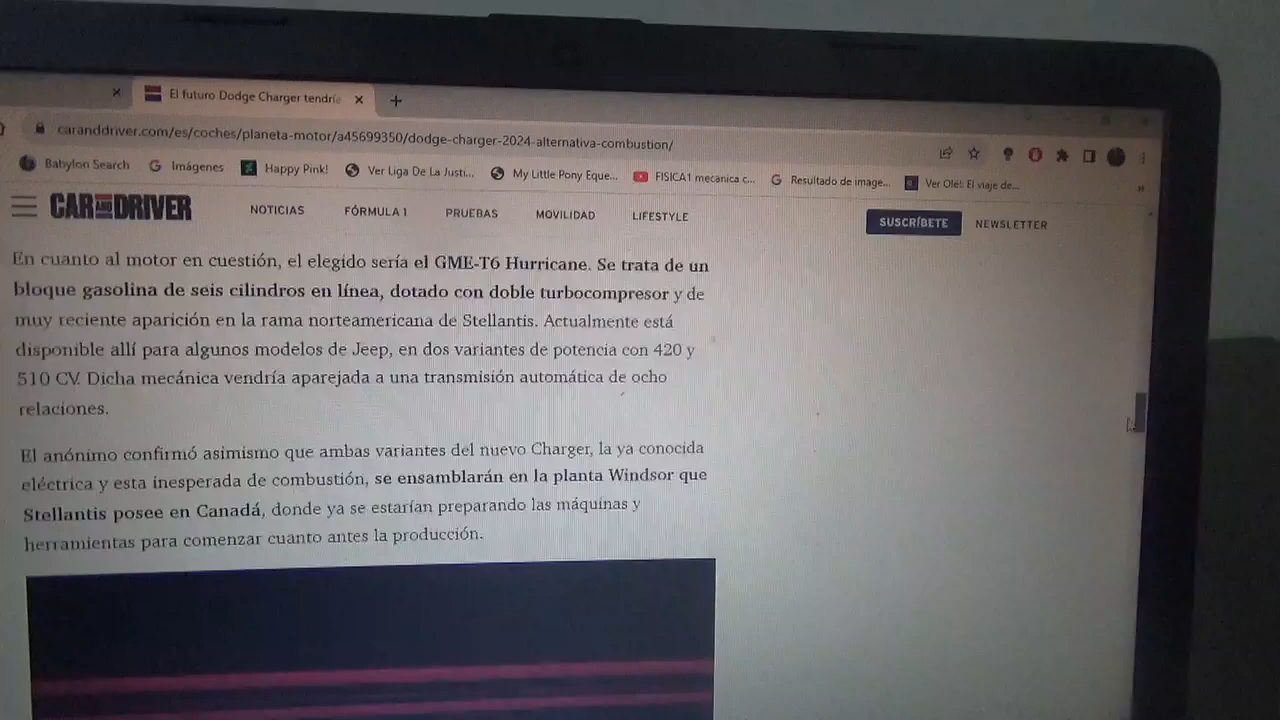 El futuro Dodge Charger tendrí
caranddriver.com/es/coches/planeta-motor/a45699350/dodge-charger-2024-alternativa-combustion/
Babylon Search Imágenes Happy Pink! Ver Liga De La Justi... My Little Pony Eque... FISICA1 mecanica c... Resultado de image... Ver Olé!: El viaje de... »
CAR AND DRIVER NOTICIAS FÓRMULA 1 PRUEBAS MOVILIDAD LIFESTYLE SUSCRÍBETE NEWSLETTER
En cuanto al motor en cuestión, el elegido sería el GME-T6 Hurricane. Se trata de un
bloque gasolina de seis cilindros en línea, dotado con doble turbocompresor y de
muy reciente aparición en la rama norteamericana de Stellantis. Actualmente está
disponible allí para algunos modelos de Jeep, en dos variantes de potencia con 420 y
510 CV. Dicha mecánica vendría aparejada a una transmisión automática de ocho
relaciones.
El anónimo confirmó asimismo que ambas variantes del nuevo Charger, la ya conocida
eléctrica y esta inesperada de combustión, se ensamblarán en la planta Windsor que
Stellantis posee en Canadá, donde ya se estarían preparando las máquinas y
herramientas para comenzar cuanto antes la producción.